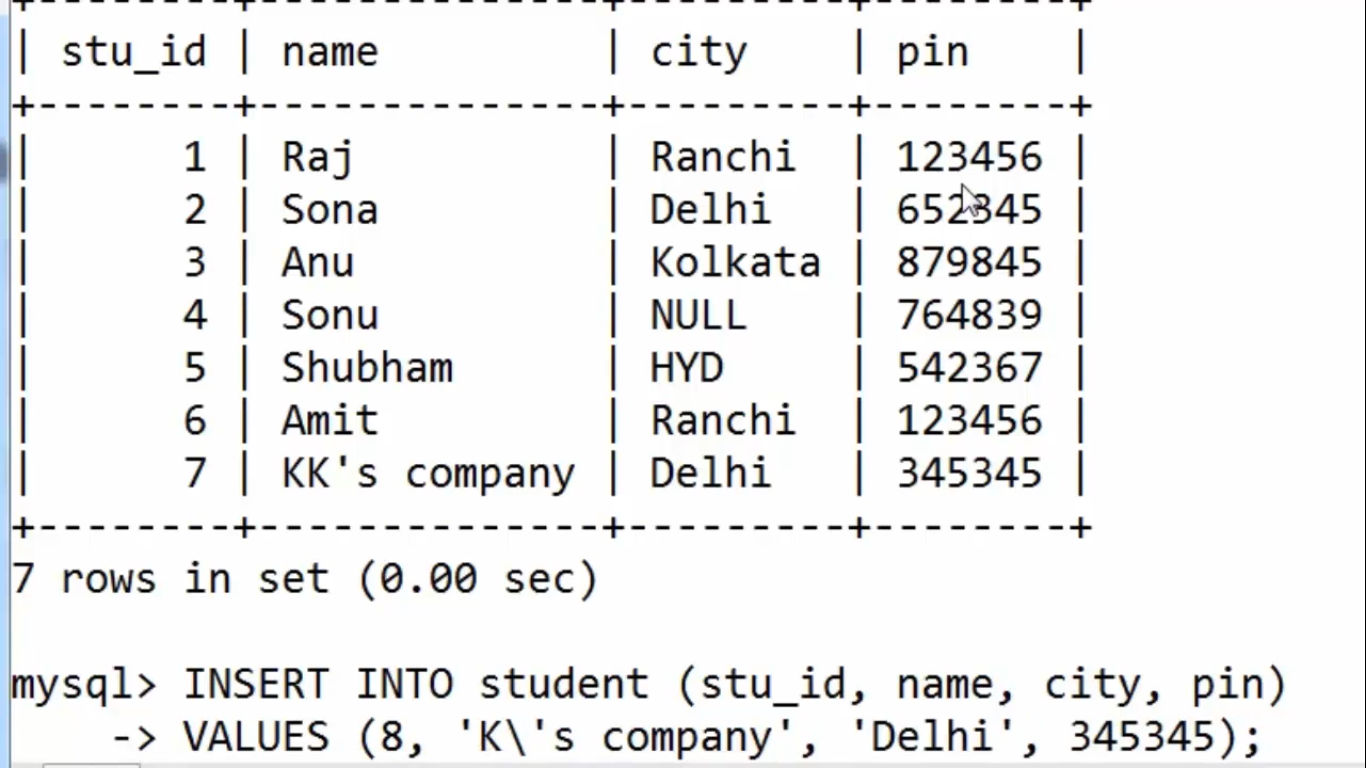 | stu_id | name         | city    | pin    |
+--------+--------------+---------+--------+
|      1 | Raj          | Ranchi  | 123456 |
|      2 | Sona         | Delhi   | 652345 |
|      3 | Anu          | Kolkata | 879845 |
|      4 | Sonu         | NULL    | 764839 |
|      5 | Shubham      | HYD     | 542367 |
|      6 | Amit         | Ranchi  | 123456 |
|      7 | KK's company | Delhi   | 345345 |
+--------+--------------+---------+--------+
7 rows in set (0.00 sec)
mysql> INSERT INTO student (stu_id, name, city, pin)
    -> VALUES (8, 'K\'s company', 'Delhi', 345345);